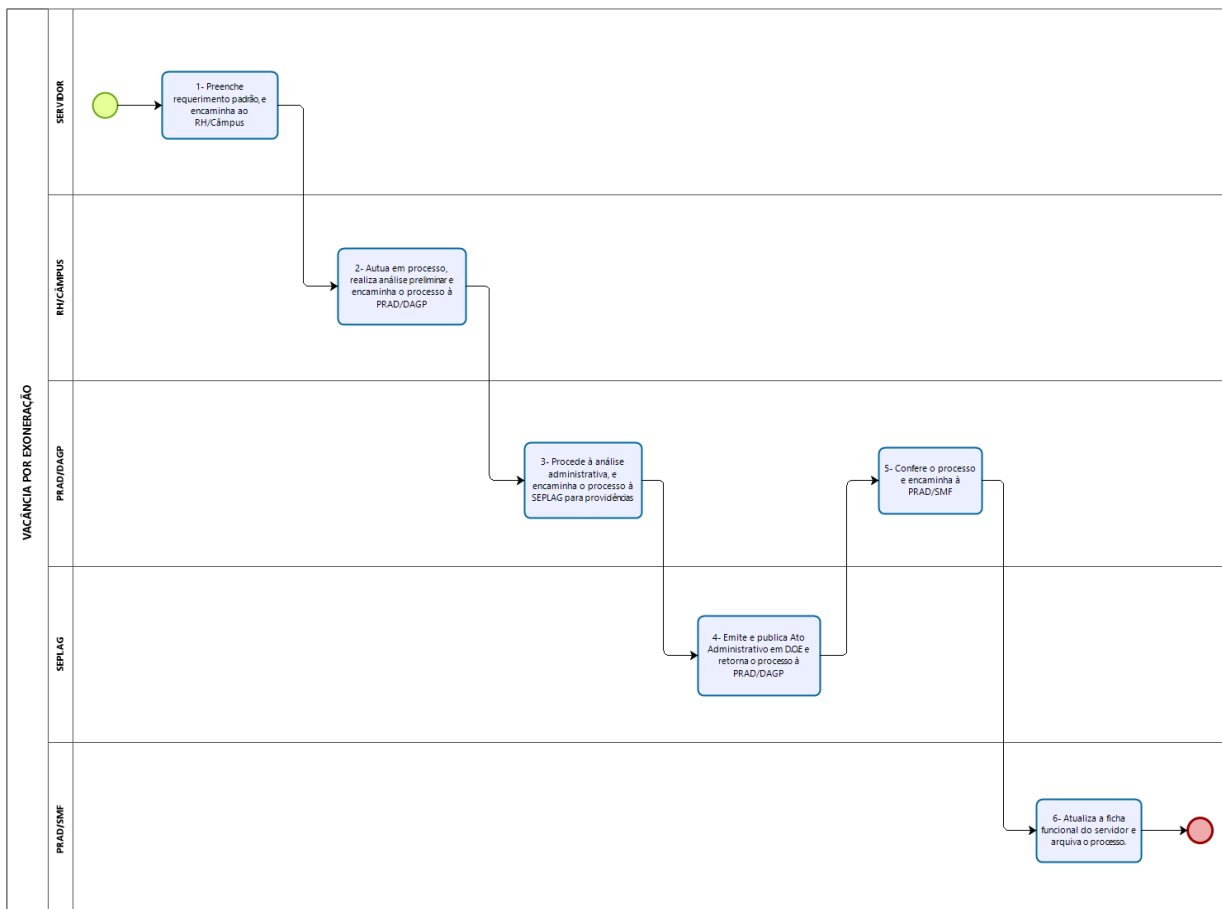 VACÂNCIA POR EXONERAÇÃO
SERVIDOR
1- Preenche
requerimento padrão, e
encaminha ao
RH/Câmpus
RH/CÂMPUS
2- Autua em processo,
realiza análise preliminar e
encaminha o processo à
PRAD/DAGP
PRAD/DAGP
3- Procede à análise
administrativa, e
encaminha o processo à
SEPLAG para providências
5- Confere o processo
e encaminha à
PRAD/SMF
SEPLAG
4- Emite e publica Ato
Administrativo em D.O.E e
retorna o processo à
PRAD/DAGP
PRAD/SMF
6- Atualiza a ficha
funcional do servidor e
arquiva o processo.